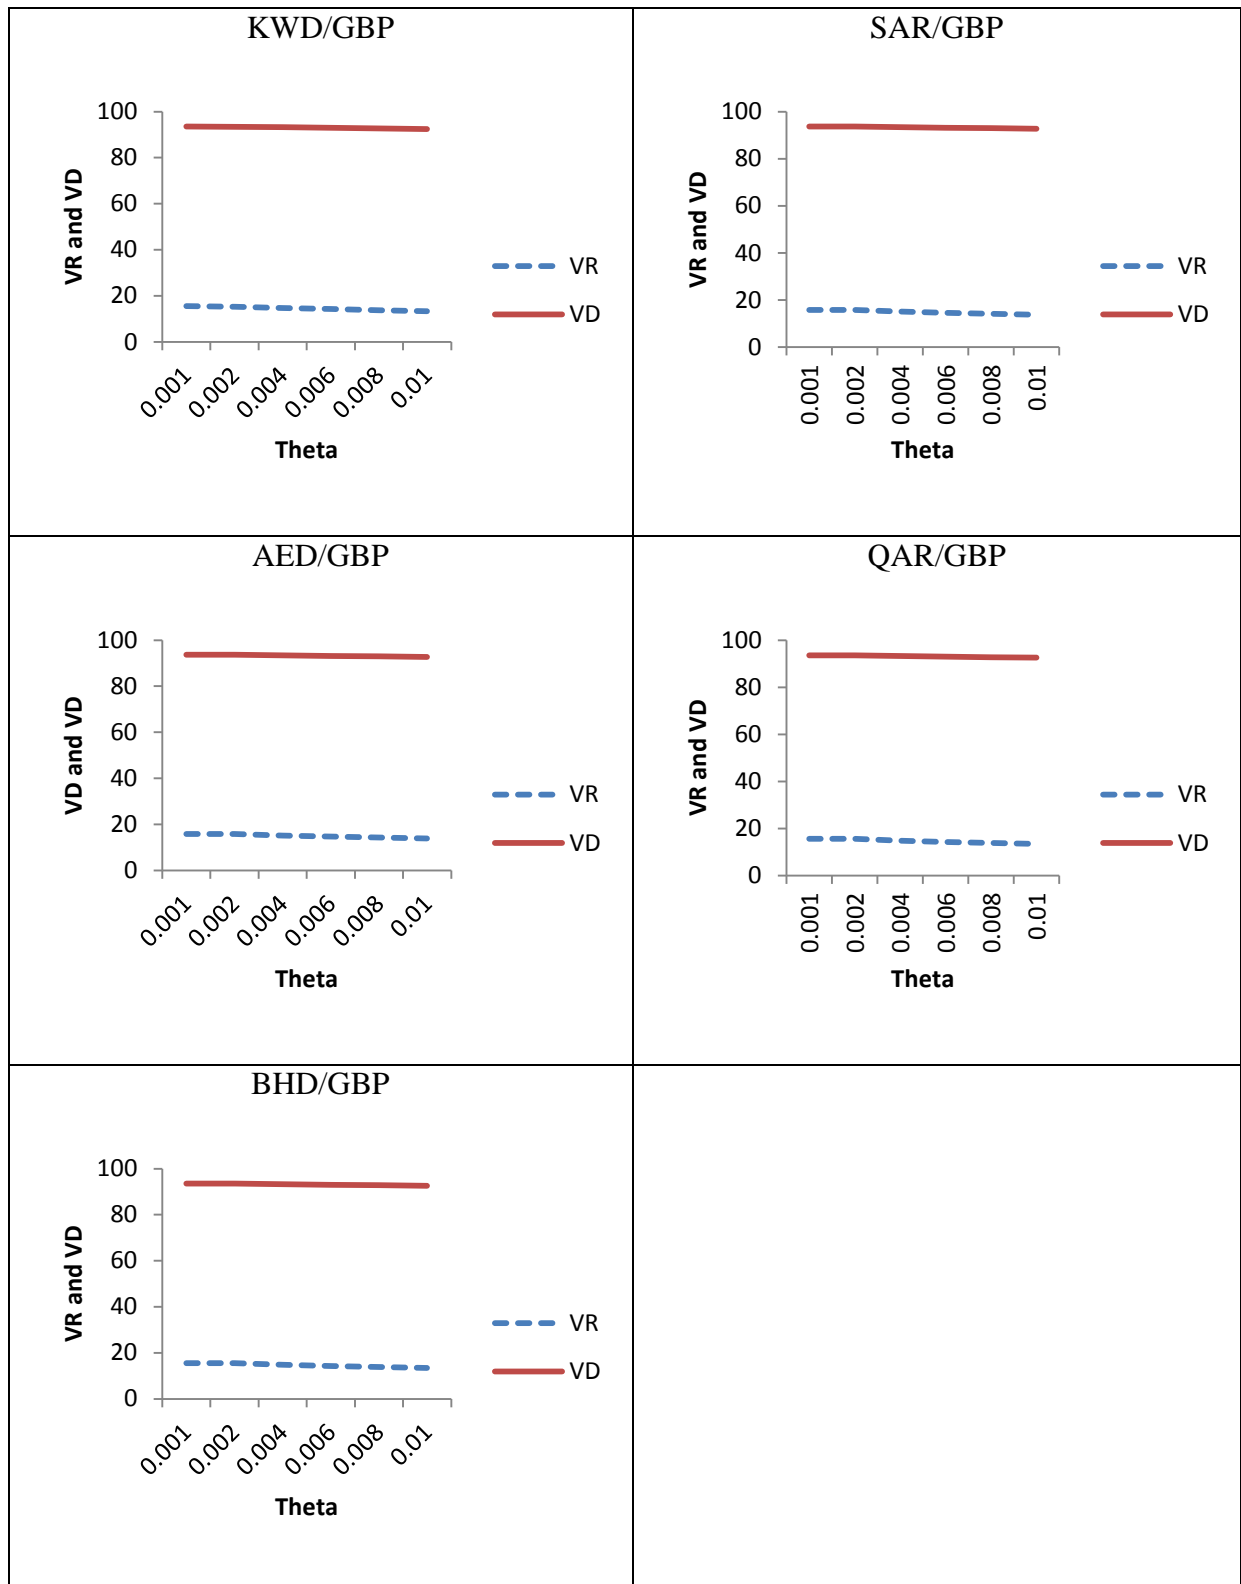 KWD/GBP
100
80
60
40
20
0
VR and VD
0.001
0.002
0.004
0.006
0.008
0.01
Theta
VR
VD
SAR/GBP
100
80
60
40
20
0
VR and VD
0.001
0.002
0.004
0.006
0.008
0.01
Theta
VR
VD
AED/GBP
100
80
60
40
20
0
VD and VD
0.001
0.002
0.004
0.006
0.008
0.01
Theta
VR
VD
QAR/GBP
100
80
60
40
20
0
VR and VD
0.001
0.002
0.004
0.006
0.008
0.01
Theta
VR
VD
BHD/GBP
100
80
60
40
20
0
VR and VD
0.001
0.002
0.004
0.006
0.008
0.01
Theta
VR
VD